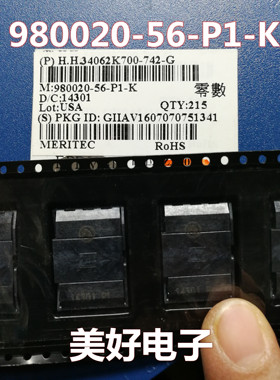 980020-56-P1-K
(P) H.H.34062K700-742-G
M:980020-56-P1-K
D/C:14301
零數
Lot:USA
QTY:215
(S) PKG ID: GIIAV1607070751341
MERITEC
RoHS
14301
美好电子